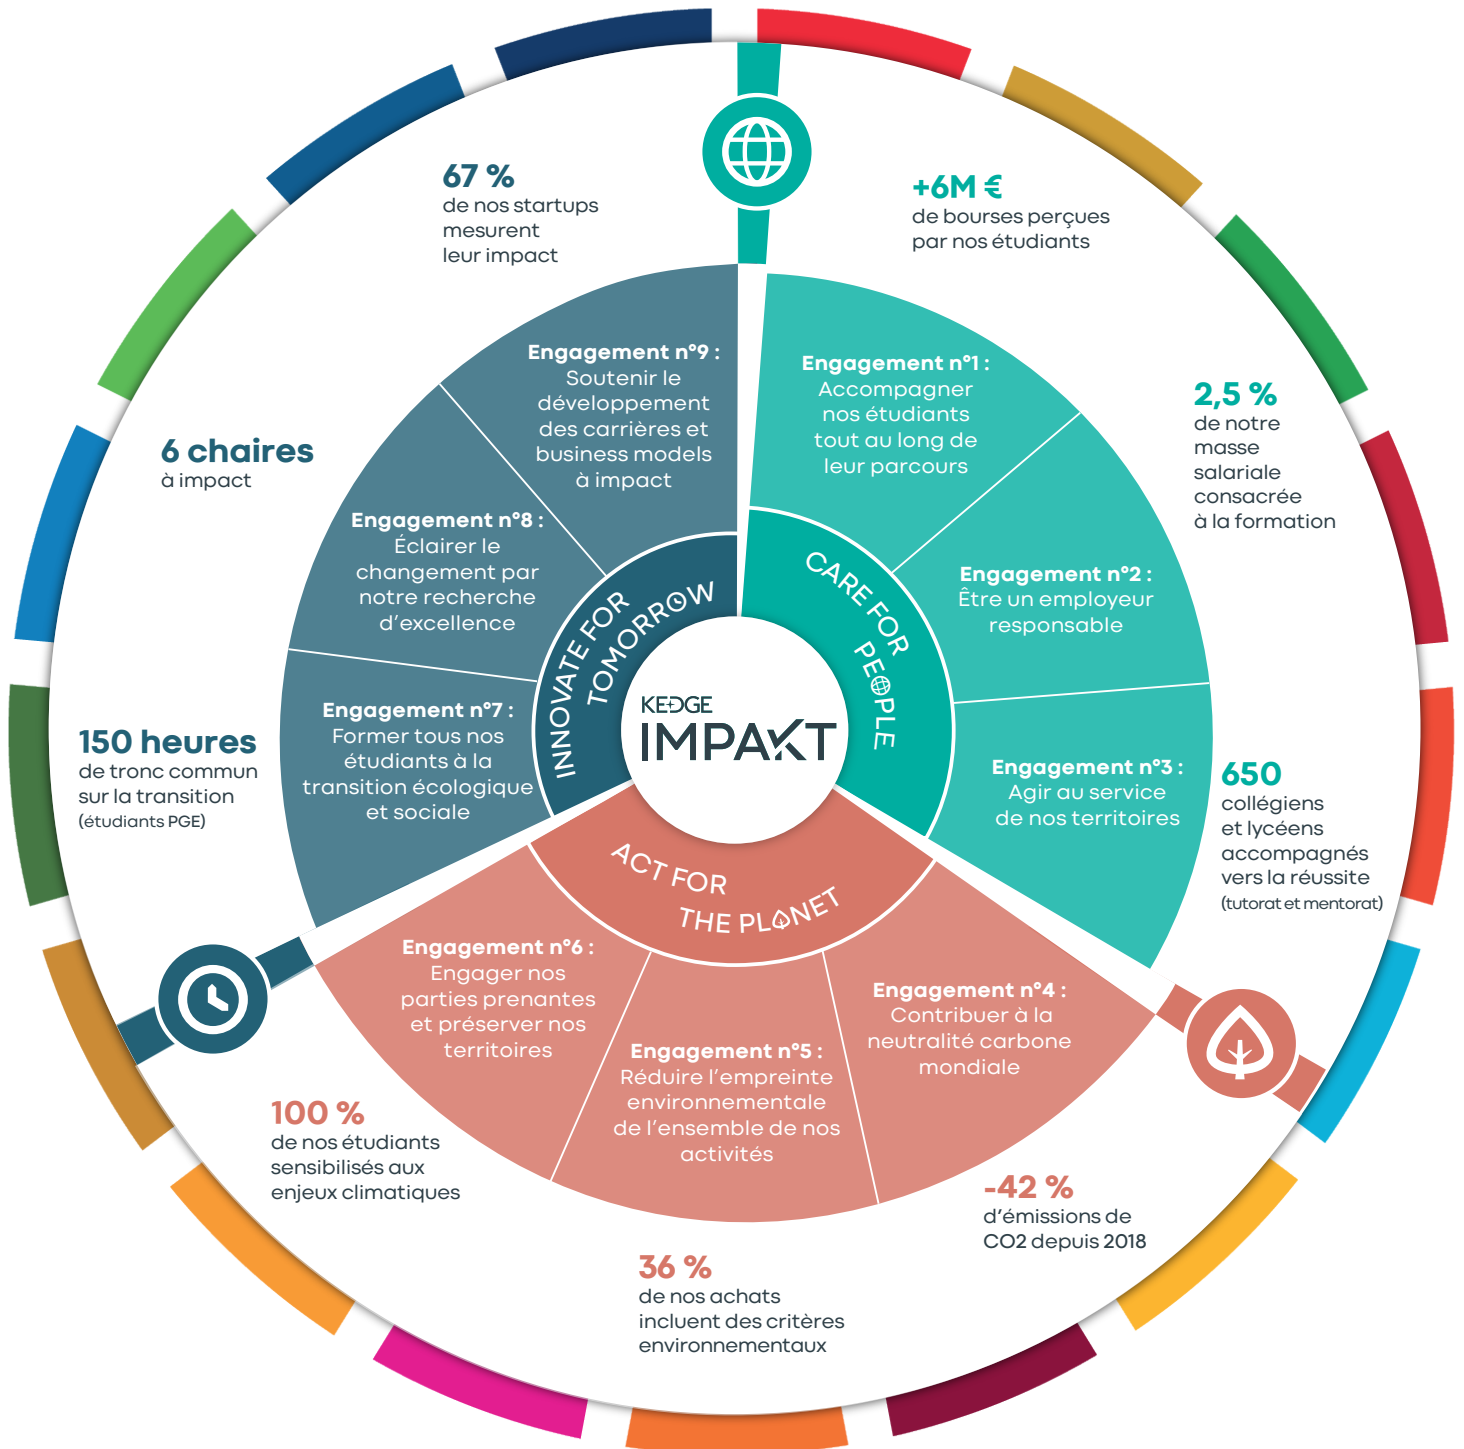 67 %
de nos startups
mesurent
leur impact
+6M €
de bourses perçues
par nos étudiants
2,5 %
de notre
masse
salariale
consacrée
à la formation
650
collégiens
et lycéens
accompagnés
vers la réussite
(tutorat et mentorat)
-42 %
d'émissions de
CO2 depuis 2018
36 %
de nos achats
incluent des critères
environnementaux
100 %
de nos étudiants
sensibilisés aux
enjeux climatiques
150 heures
de tronc commun
sur la transition
(étudiants PGE)
6 chaires
à impact
Engagement n°1 :
Accompagner
nos étudiants
tout au long de
leur parcours
Engagement n°2 :
Être un employeur
responsable
Engagement n°3 :
Agir au service
de nos territoires
Engagement n°4 :
Contribuer à la
neutralité carbone
mondiale
Engagement n°5 :
Réduire l'empreinte
environnementale
de l'ensemble de nos
activités
Engagement n°6 :
Engager nos
parties prenantes
et préserver nos
territoires
Engagement n°7 :
Former tous nos
étudiants à la
transition écologique
et sociale
Engagement n°8 :
Éclairer le
changement par
notre recherche
d'excellence
Engagement n°9 :
Soutenir le
développement
des carrières et
business models
à impact
CARE FOR
PEOPLE
ACT FOR
THE PLANET
INNOVATE FOR
TOMORROW
KEDGE
IMPAKT